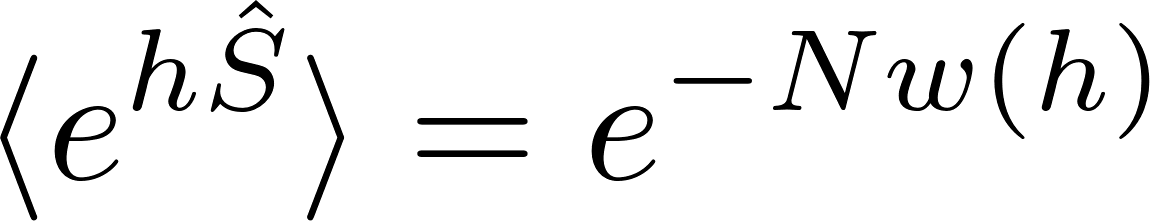 ⟨e^{hŜ}⟩ = e^{−Nw(h)}